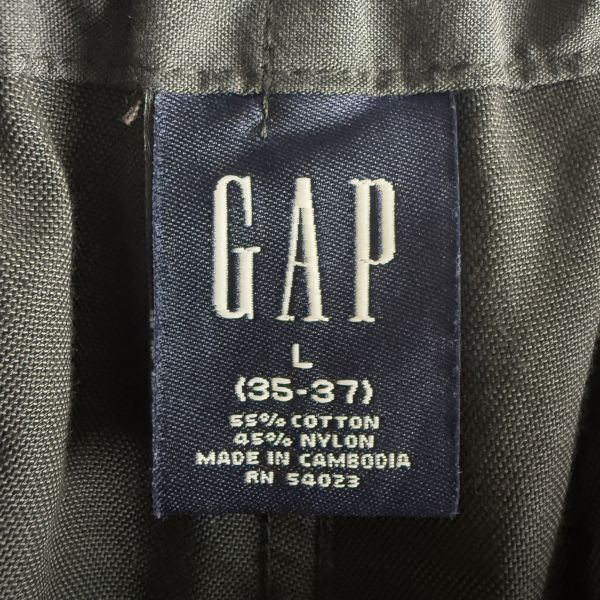 GAP
L
(35-37)
55% COTTON
45% NYLON
MADE IN CAMBODIA
RN 54023